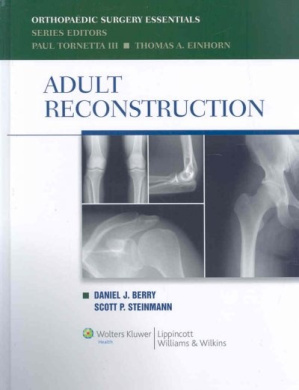 ORTHOPAEDIC SURGERY ESSENTIALS
SERIES EDITORS
PAUL TORNETTA III ■ THOMAS A. EINHORN
ADULT
RECONSTRUCTION
■ DANIEL J. BERRY
SCOTT P. STEINMANN
Wolters Kluwer | Lippincott
Health Williams & Wilkins